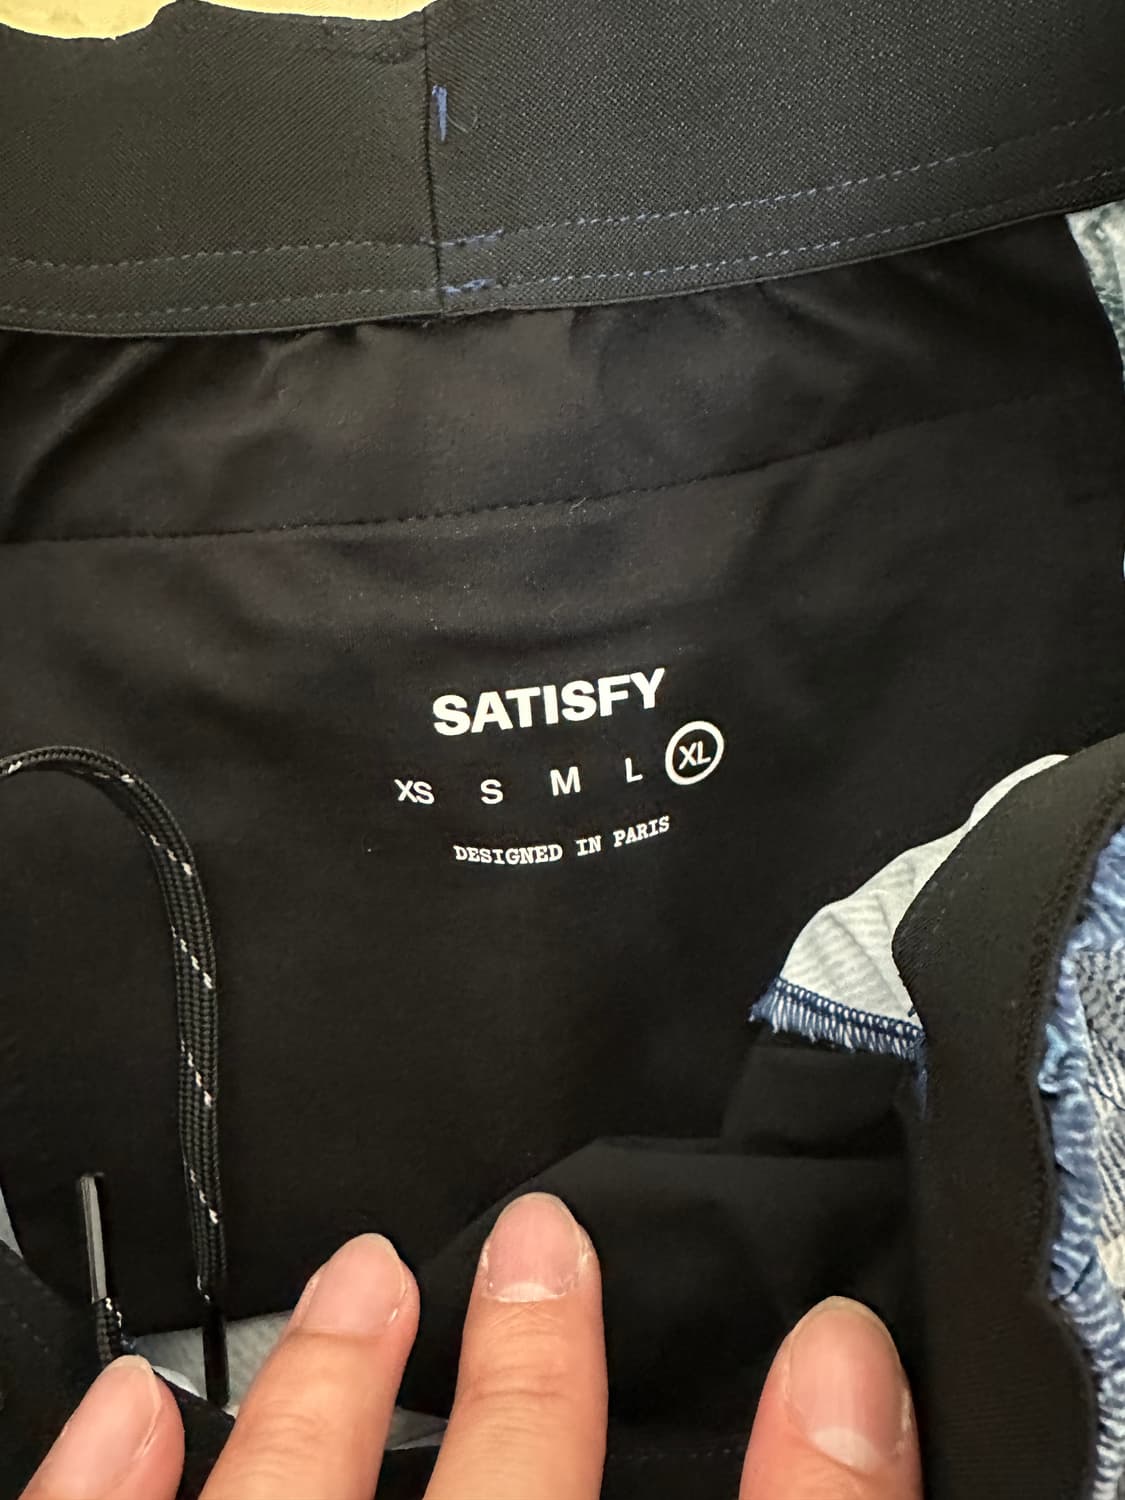 SATISFY
XS S M L XL
DESIGNED IN PARIS